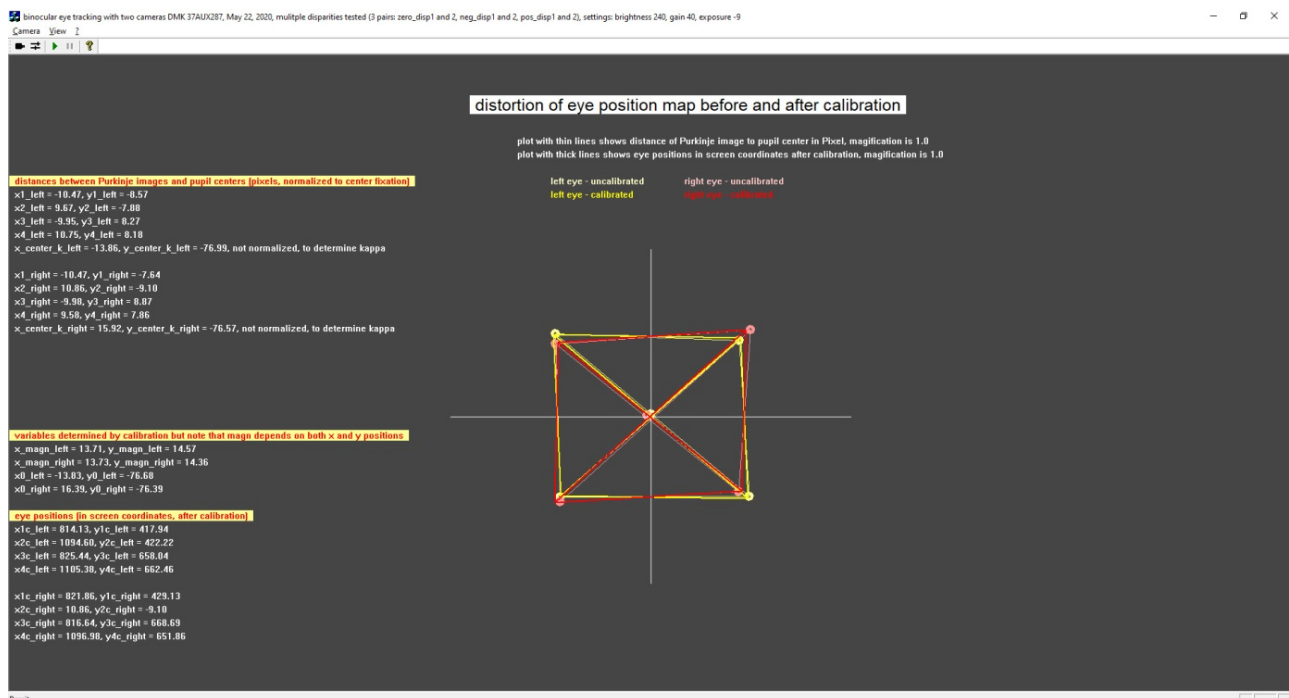 binocular eye tracking with two cameras DMK 37AUX287, May 22, 2020, mulitple disparities tested (3 pairs: zero_disp1 and 2, neg_disp1 and 2, pos_disp1 and 2), settings: brightness 240, gain 40, exposure -9
Camera View ?
distortion of eye position map before and after calibration
plot with thin lines shows distance of Purkinje image to pupil center in Pixel, magification is 1.0
plot with thick lines shows eye positions in screen coordinates after calibration, magification is 1.0
left eye - uncalibrated right eye - uncalibrated
left eye - calibrated right eye - calibrated
distances between Purkinje images and pupil centers (pixels, normalized to center fixation)
x1_left = -10.47, y1_left = -8.57
x2_left = 9.67, y2_left = -7.88
x3_left = -9.95, y3_left = 8.27
x4_left = 10.75, y4_left = 8.18
x_center_k_left = -13.86, y_center_k_left = -76.99, not normalized, to determine kappa
x1_right = -10.47, y1_right = -7.64
x2_right = 10.86, y2_right = -9.10
x3_right = -9.98, y3_right = 8.87
x4_right = 9.58, y4_right = 7.86
x_center_k_right = 15.92, y_center_k_right = -76.57, not normalized, to determine kappa
variables determined by calibration but note that magn depends on both x and y positions
x_magn_left = 13.71, y_magn_left = 14.57
x_magn_right = 13.73, y_magn_right = 14.36
x0_left = -13.83, y0_left = -76.68
x0_right = 16.39, y0_right = -76.39
eye positions (in screen coordinates, after calibration)
x1c_left = 814.13, y1c_left = 417.94
x2c_left = 1094.60, y2c_left = 422.22
x3c_left = 825.44, y3c_left = 658.04
x4c_left = 1105.38, y4c_left = 662.46
x1c_right = 821.86, y1c_right = 429.13
x2c_right = 10.86, y2c_right = -9.10
x3c_right = 816.64, y3c_right = 668.69
x4c_right = 1096.98, y4c_right = 651.86